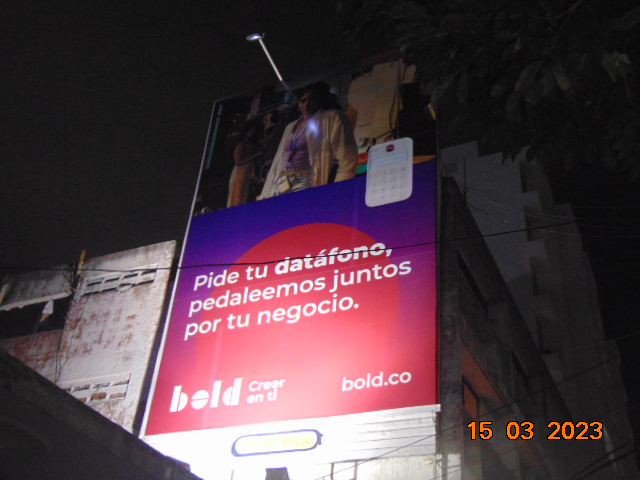 Pide tu datáfono,
pedaleemos juntos
por tu negocio.
bold Creer
en ti
bold.co
15 03 2023